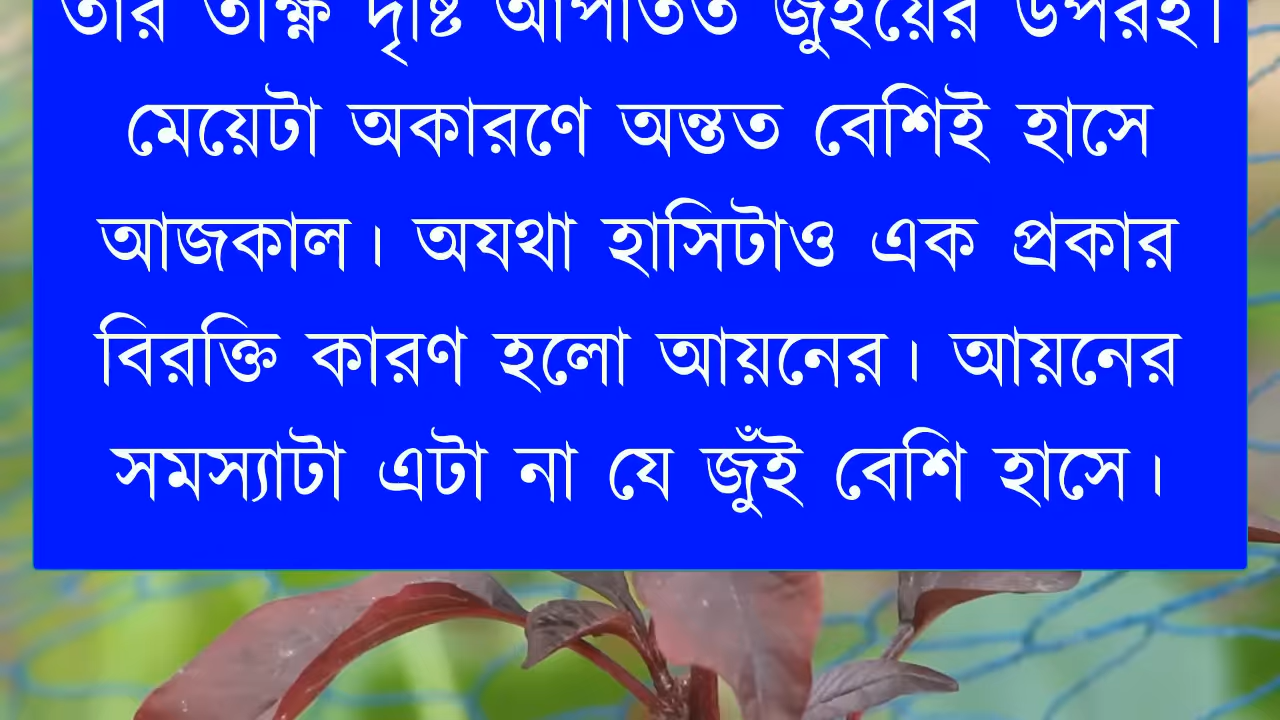 তার তীক্ষ্ণ দৃষ্টি আপাতত জুঁইয়ের উপরই।
মেয়েটা অকারণে অন্তত বেশিই হাসে
আজকাল। অযথা হাসিটাও এক প্রকার
বিরক্তি কারণ হলো আয়নের। আয়নের
সমস্যাটা এটা না যে জুঁই বেশি হাসে।